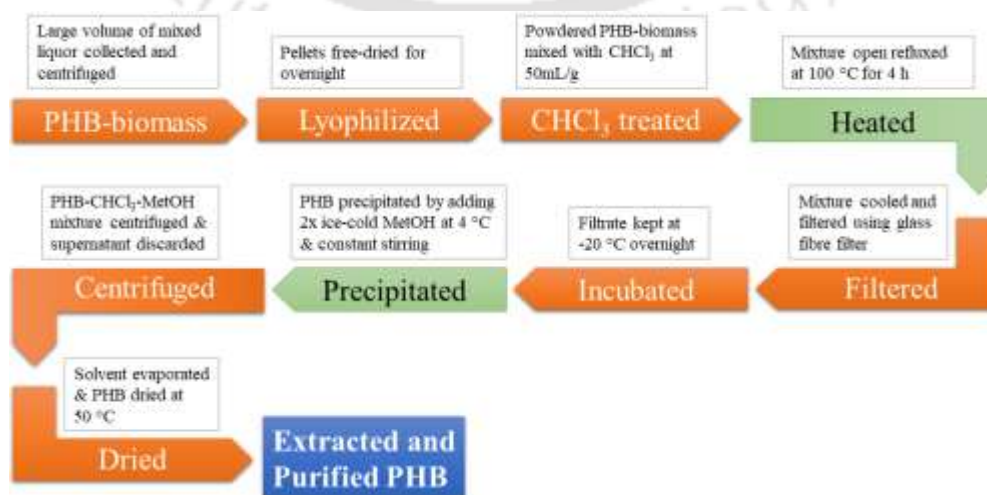 Large volume of mixed
liquor collected and
centrifuged
PHB-biomass
Pellets free-dried for
overnight
Lyophilized
Powdered PHB-biomass
mixed with CHCl₃ at
50mL/g
CHCl₃ treated
Mixture open refluxed
at 100 °C for 4 h
Heated
Mixture cooled and
filtered using glass
fibre filter
Filtered
Filtrate kept at
-20 °C overnight
Incubated
PHB precipitated by adding
2x ice-cold MetOH at 4 °C
& constant stirring
Precipitated
PHB-CHCl₃-MetOH
mixture centrifuged &
supernatant discarded
Centrifuged
Solvent evaporated
& PHB dried at
50 °C
Dried
Extracted and
Purified PHB